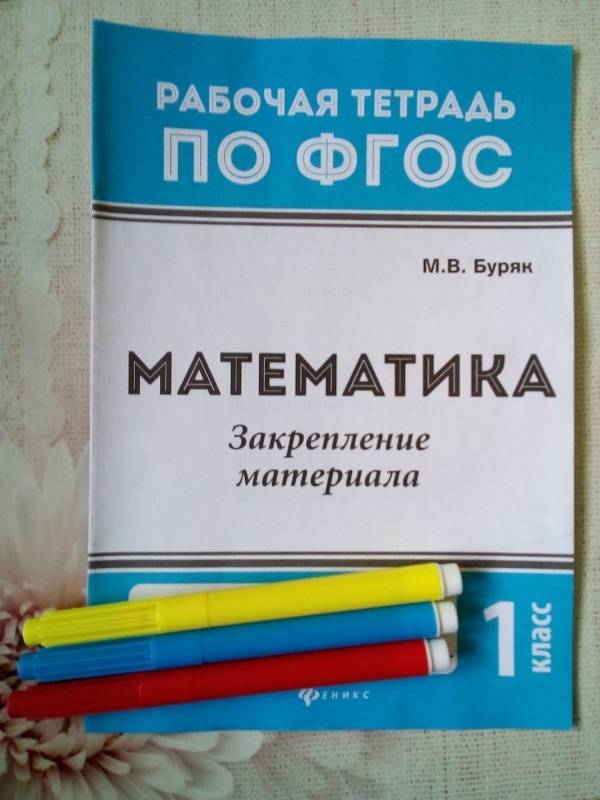 РАБОЧАЯ ТЕТРАДЬ
ПО ФГОС
М.В. Буряк
МАТЕМАТИКА
Закрепление
материала
1 класс
ФЕНИКС